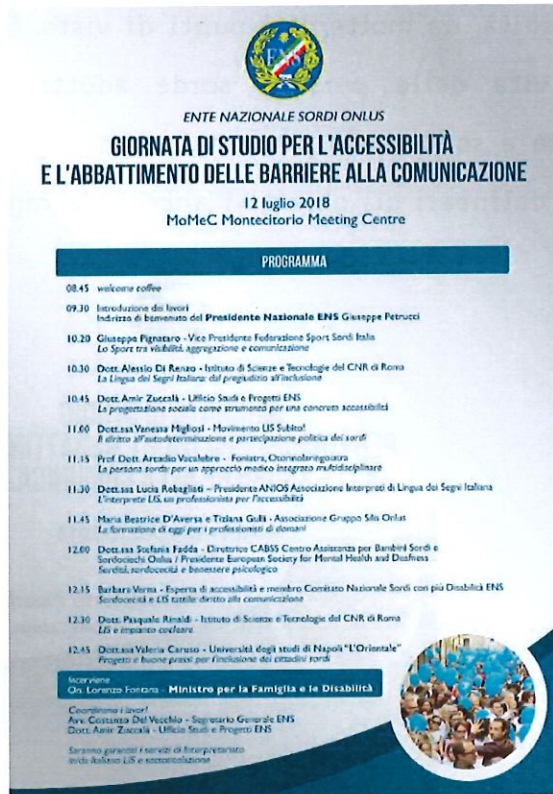 ENS
ENTE NAZIONALE SORDI ONLUS
GIORNATA DI STUDIO PER L'ACCESSIBILITÀ
E L'ABBATTIMENTO DELLE BARRIERE ALLA COMUNICAZIONE
12 luglio 2018
MoMeC Montecitorio Meeting Centre
PROGRAMMA
08.45 welcome coffee
09.30 Introduzione dei lavori
Indirizzo di benvenuto del Presidente Nazionale ENS Giuseppe Petrucci
10.20 Giuseppe Pignataro - Vice Presidente Federazione Sport Sordi Italia
Lo Sport tra visibilità, aggregazione e comunicazione
10.30 Dott. Alessio Di Renzo - Istituto di Scienze e Tecnologie del CNR di Roma
La Lingua dei Segni Italiana: dal pregiudizio all'inclusione
10.45 Dott. Amir Zuccalà - Ufficio Studi e Progetti ENS
La progettazione sociale come strumento per una concreta accessibilità
11.00 Dott.ssa Vanessa Migliosi - Movimento LIS Subito!
Il diritto all'autodeterminazione e partecipazione politica dei sordi
11.15 Prof. Dott. Arcadio Vacalebre - Foniatra, Otorinolaringoiatra
La persona sorda: per un approccio medico integrato multidisciplinare
11.30 Dott.ssa Lucia Rebagliati - Presidente ANIOS Associazione Interpreti di Lingua dei Segni Italiana
L'interprete LIS, un professionista per l'accessibilità
11.45 Maria Beatrice D'Aversa e Tiziana Gulli - Associazione Gruppo Silis Onlus
La formazione di oggi per i professionisti di domani
12.00 Dott.ssa Stefania Fadda - Direttrice CABSS Centro Assistenza per Bambini Sordi e
Sordociechi Onlus / Presidente European Society for Mental Health and Deafness
Sordità, sordocecità e benessere psicologico
12.15 Barbara Verna - Esperta di accessibilità e membro Comitato Nazionale Sordi con più Disabilità ENS
Sordocecità e LIS tattile: diritto alla comunicazione
12.30 Dott. Pasquale Rinaldi - Istituto di Scienze e Tecnologie del CNR di Roma
LIS e impianto cocleare
12.45 Dott.ssa Valeria Caruso - Università degli studi di Napoli "L'Orientale"
Progetti e buone prassi per l'inclusione dei cittadini sordi
Interviene
On. Lorenzo Fontana - Ministro per la Famiglia e le Disabilità
Coordinano i lavori
Avv. Costanzo Del Vecchio - Segretario Generale ENS
Dott. Amir Zuccalà - Ufficio Studi e Progetti ENS
Saranno garantiti i servizi di interpretariato
italiano LIS e sottotitolazione